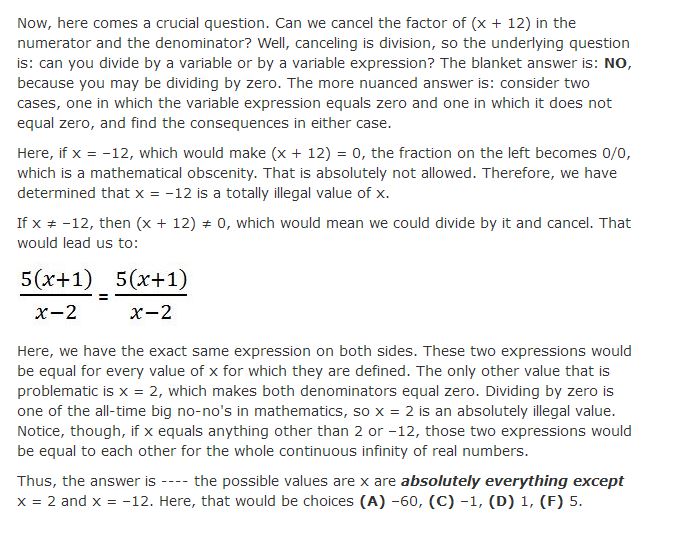 Now, here comes a crucial question. Can we cancel the factor of (x + 12) in the
numerator and the denominator? Well, canceling is division, so the underlying question
is: can you divide by a variable or by a variable expression? The blanket answer is: NO,
because you may be dividing by zero. The more nuanced answer is: consider two
cases, one in which the variable expression equals zero and one in which it does not
equal zero, and find the consequences in either case.
Here, if x = −12, which would make (x + 12) = 0, the fraction on the left becomes 0/0,
which is a mathematical obscenity. That is absolutely not allowed. Therefore, we have
determined that x = −12 is a totally illegal value of x.
If x ≠ −12, then (x + 12) ≠ 0, which would mean we could divide by it and cancel. That
would lead us to:
5(x+1) 5(x+1)
=
x−2 x−2
Here, we have the exact same expression on both sides. These two expressions would
be equal for every value of x for which they are defined. The only other value that is
problematic is x = 2, which makes both denominators equal zero. Dividing by zero is
one of the all-time big no-no's in mathematics, so x = 2 is an absolutely illegal value.
Notice, though, if x equals anything other than 2 or −12, those two expressions would
be equal to each other for the whole continuous infinity of real numbers.
Thus, the answer is ---- the possible values are x are absolutely everything except
x = 2 and x = −12. Here, that would be choices (A) −60, (C) −1, (D) 1, (F) 5.